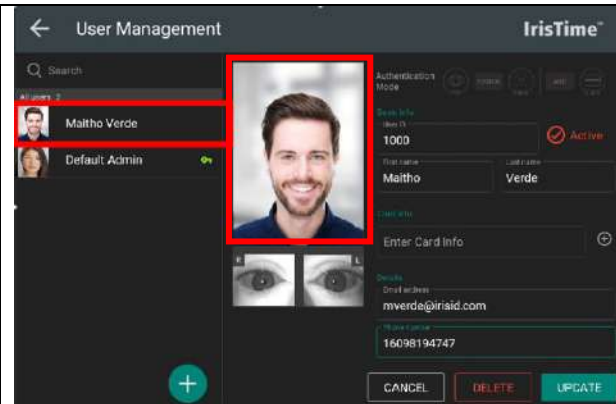 User Management
IrisTime™
Search
All users 2
Maltho Verde
Default Admin
Authentication
Mode
Basic Info
User ID
1000
Active
First name
Last name
Maltho
Verde
Card Info
Enter Card Info
R
L
Details
Email address
mverde@irisid.com
Phone number
16098194747
CANCEL
DELETE
UPDATE